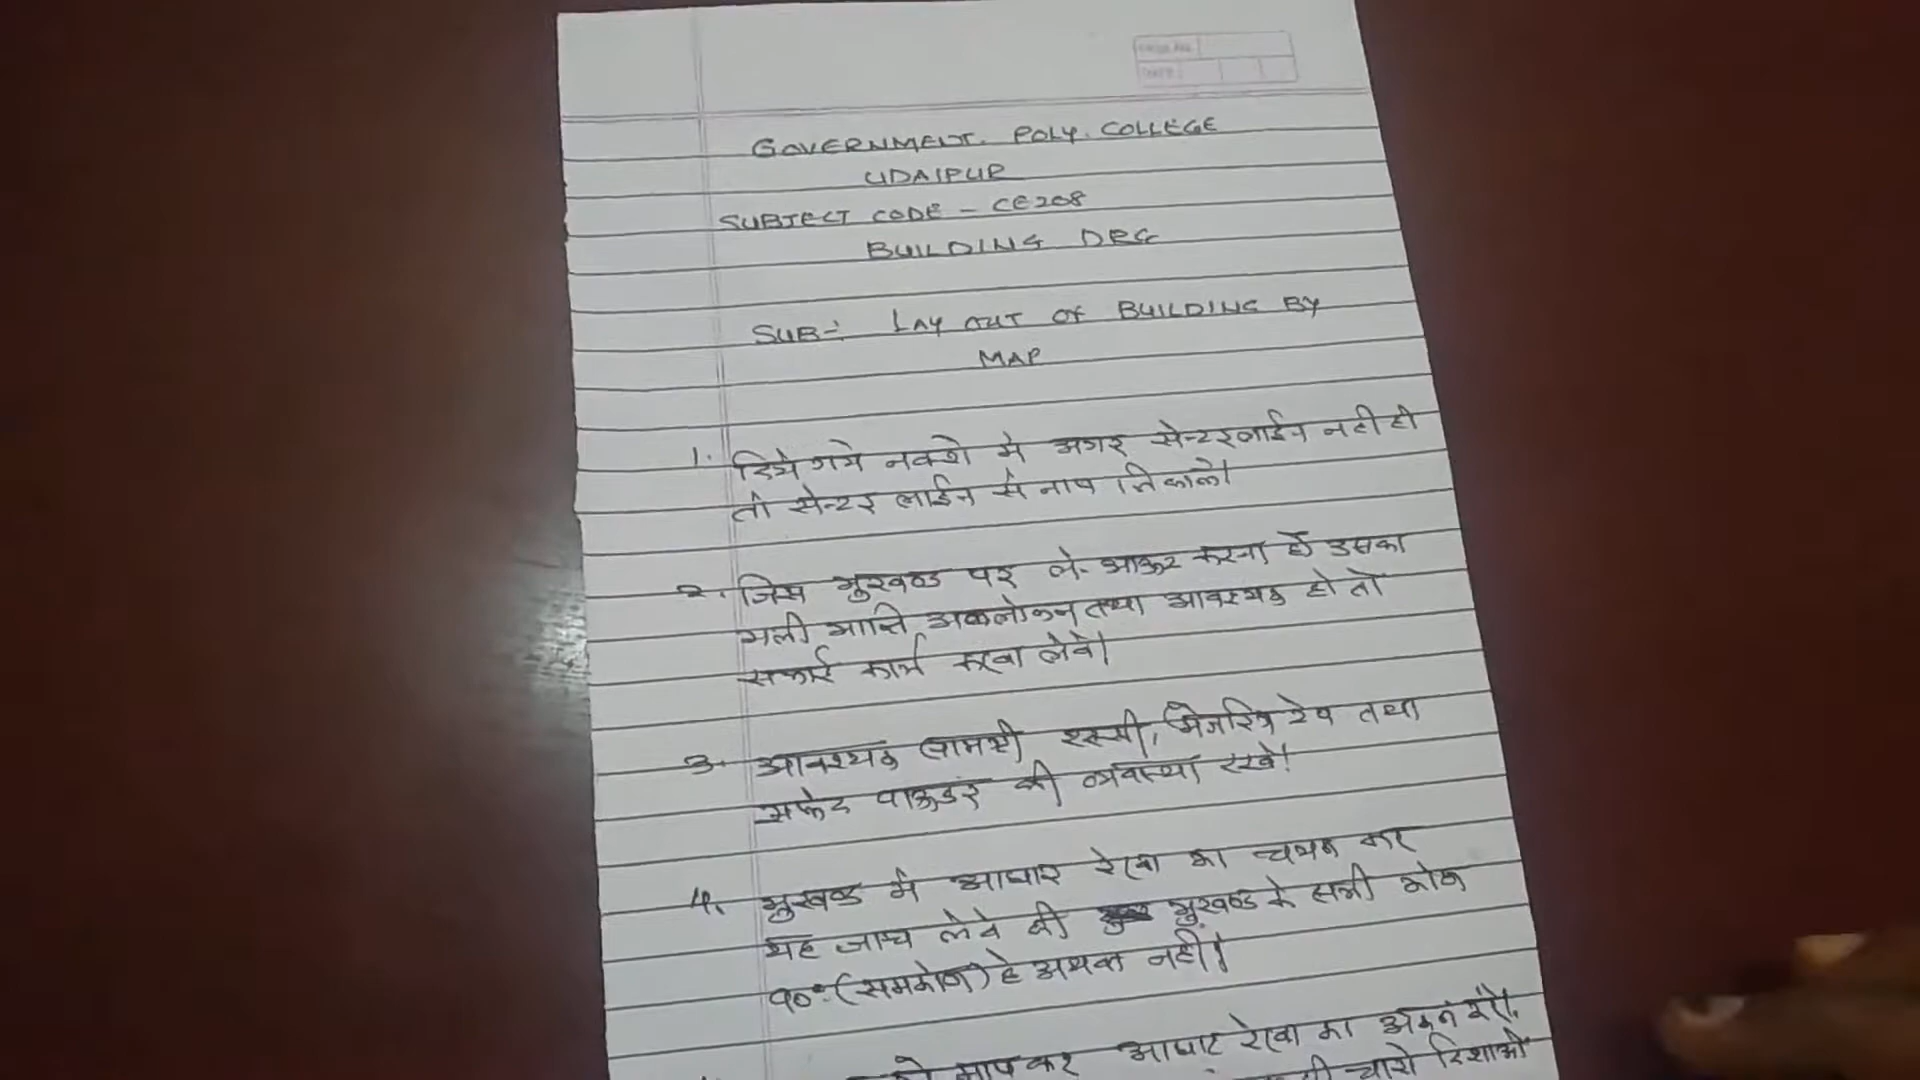 GOVERNMENT. POLY. COLLEGE
UDAIPUR
SUBJECT CODE - CE208
BUILDING DRG
SUB-: LAY OUT OF BUILDING BY
MAP
1. दिये गये नक्शे मे अगर सेन्टरलाईन नही हो
तो सेन्टर लाईन से नाप निकाले।
2. जिस भुखण्ड पर ले-आऊट करना हो उसका
भली भाति अवलोकन तथा आवश्यक हो तो
सफाई कार्य करवा लेवे।
3. आवश्यक सामग्री रस्सी, मेजरिंग टेप तथा
सफेद पाऊडर की व्यवस्था रखे।
4. भुखण्ड मे आधार रेखा का चयन कर
यह जाच लेवे की भुखण्ड के सभी कोण
90° (समकोण) हे अथवा नही।
मापकर आधार रेखा का अंकन करे।
चारो दिशाओ